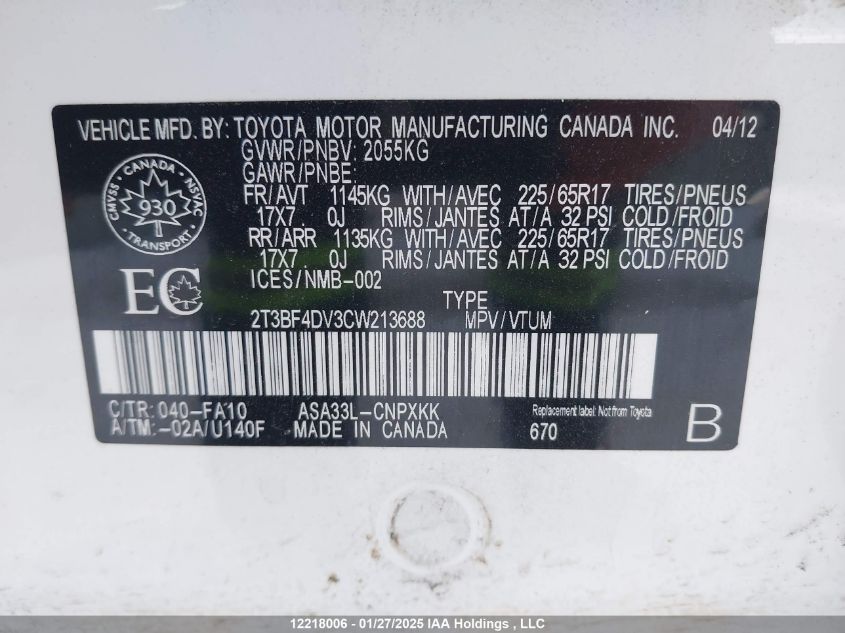 VEHICLE MFD. BY: TOYOTA MOTOR MANUFACTURING CANADA INC. 04/12
GVWR/PNBV: 2055KG
GAWR/PNBE:
FR/AVT 1145KG WITH/AVEC 225/65R17 TIRES/PNEUS
17X7. 0J RIMS/JANTES AT/A 32 PSI COLD/FROID
RR/ARR 1135KG WITH/AVEC 225/65R17 TIRES/PNEUS
17X7. 0J RIMS/JANTES AT/A 32 PSI COLD/FROID
ICES/NMB-002
CANADA
CMVSS 930 NSVAC
TRANSPORT
EC
TYPE
2T3BF4DV3CW213688 MPV/VTUM
C/TR: 040-FA10 ASA33L-CNPXKK Replacement label: Not from Toyota
A/TM: -02A/U140F MADE IN CANADA 670 B
12218006 - 01/27/2025 IAA Holdings , LLC